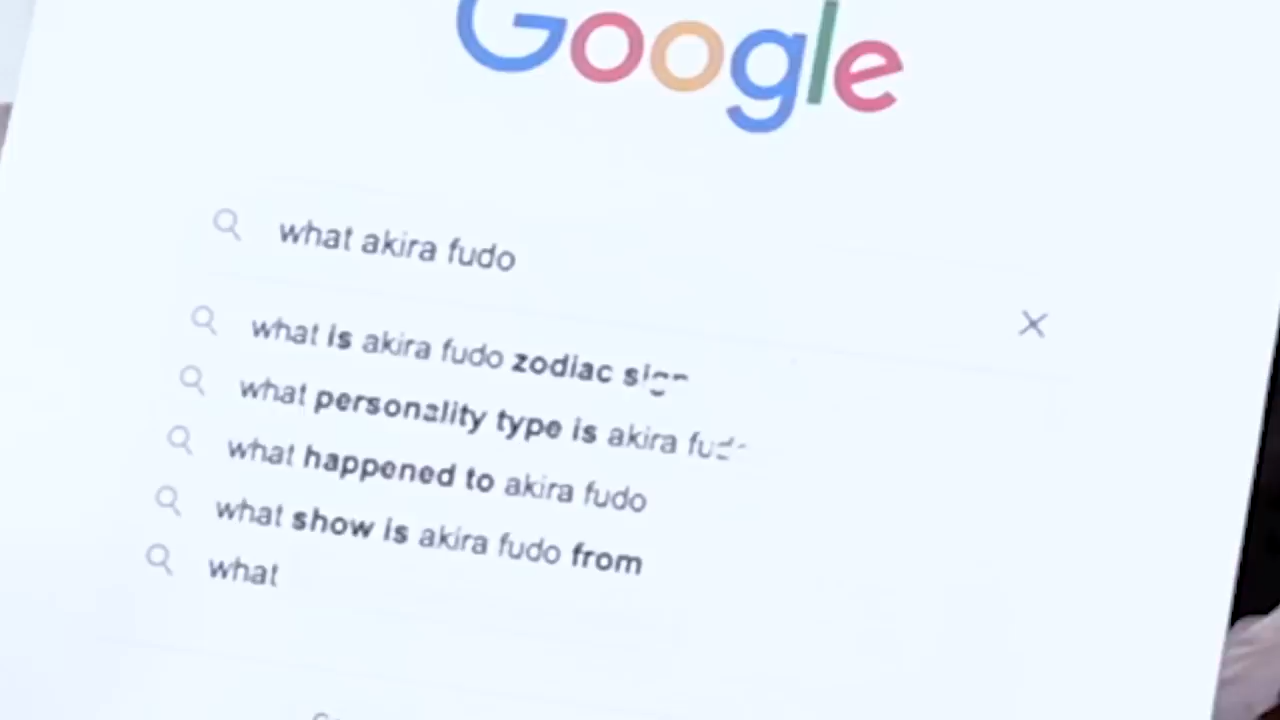 Google
what akira fudo
what is akira fudo zodiac
what personality type is akira
what happened to akira fudo
what show is akira fudo from
what